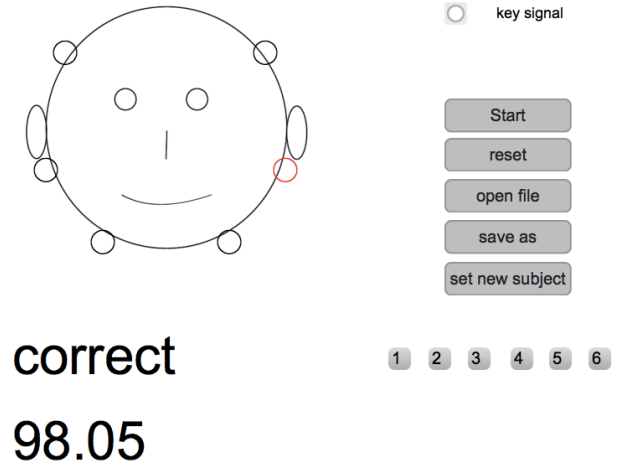 key signal
Start
reset
open file
save as
set new subject
correct
1 2 3 4 5 6
98.05